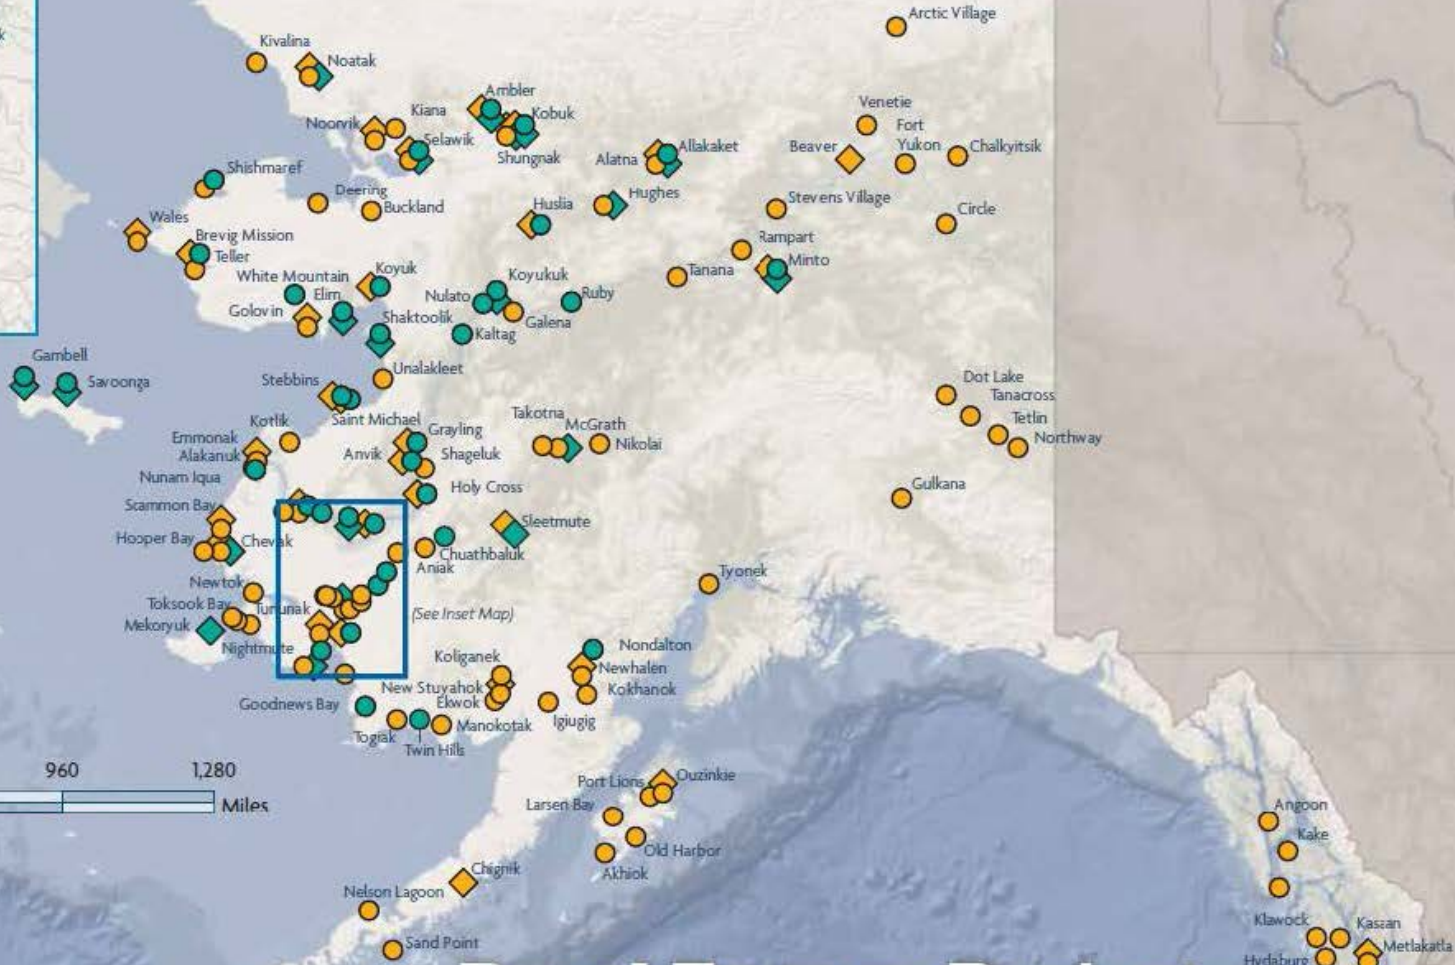 k
Arctic Village
Kivalina
Noatak
Ambler
Kobuk
Venetie
Kiana
Noorvik
Fort
Yukon
Selawik
Shungnak
Alatna
Allakaket
Beaver
Chalkyitsik
Shishmaref
Deering
Buckland
Huslia
Hughes
Stevens Village
Circle
Wales
Brevig Mission
Teller
Rampart
Minto
Tanana
White Mountain
Koyuk
Koyukuk
Elim
Nulato
Ruby
Golovin
Shaktoolik
Galena
Kaltag
Gambell
Savoonga
Unalakleet
Stebbins
Dot Lake
Tanacross
Tetlin
Northway
Saint Michael
Kotlik
Takotna
McGrath
Nikolai
Grayling
Emmonak
Alakanuk
Anvik
Shageluk
Nunam Iqua
Holy Cross
Gulkana
Scammon Bay
Sleetmute
Hooper Bay
Chevak
Chuathbaluk
Aniak
Tyonek
Newtok
Toksook Bay
Tununak
(See Inset Map)
Mekoryuk
Nightmute
Nondalton
Koliganek
Newhalen
New Stuyahok
Kokhanok
Ekwok
Goodnews Bay
Igiugig
Manokotak
Togiak
Twin Hills
960
1,280
Miles
Port Lions
Ouzinkie
Larsen Bay
Old Harbor
Akhiok
Angoon
Kake
Chignik
Nelson Lagoon
Klawock
Kasaan
Sand Point
Metlakatla
Hydaburg